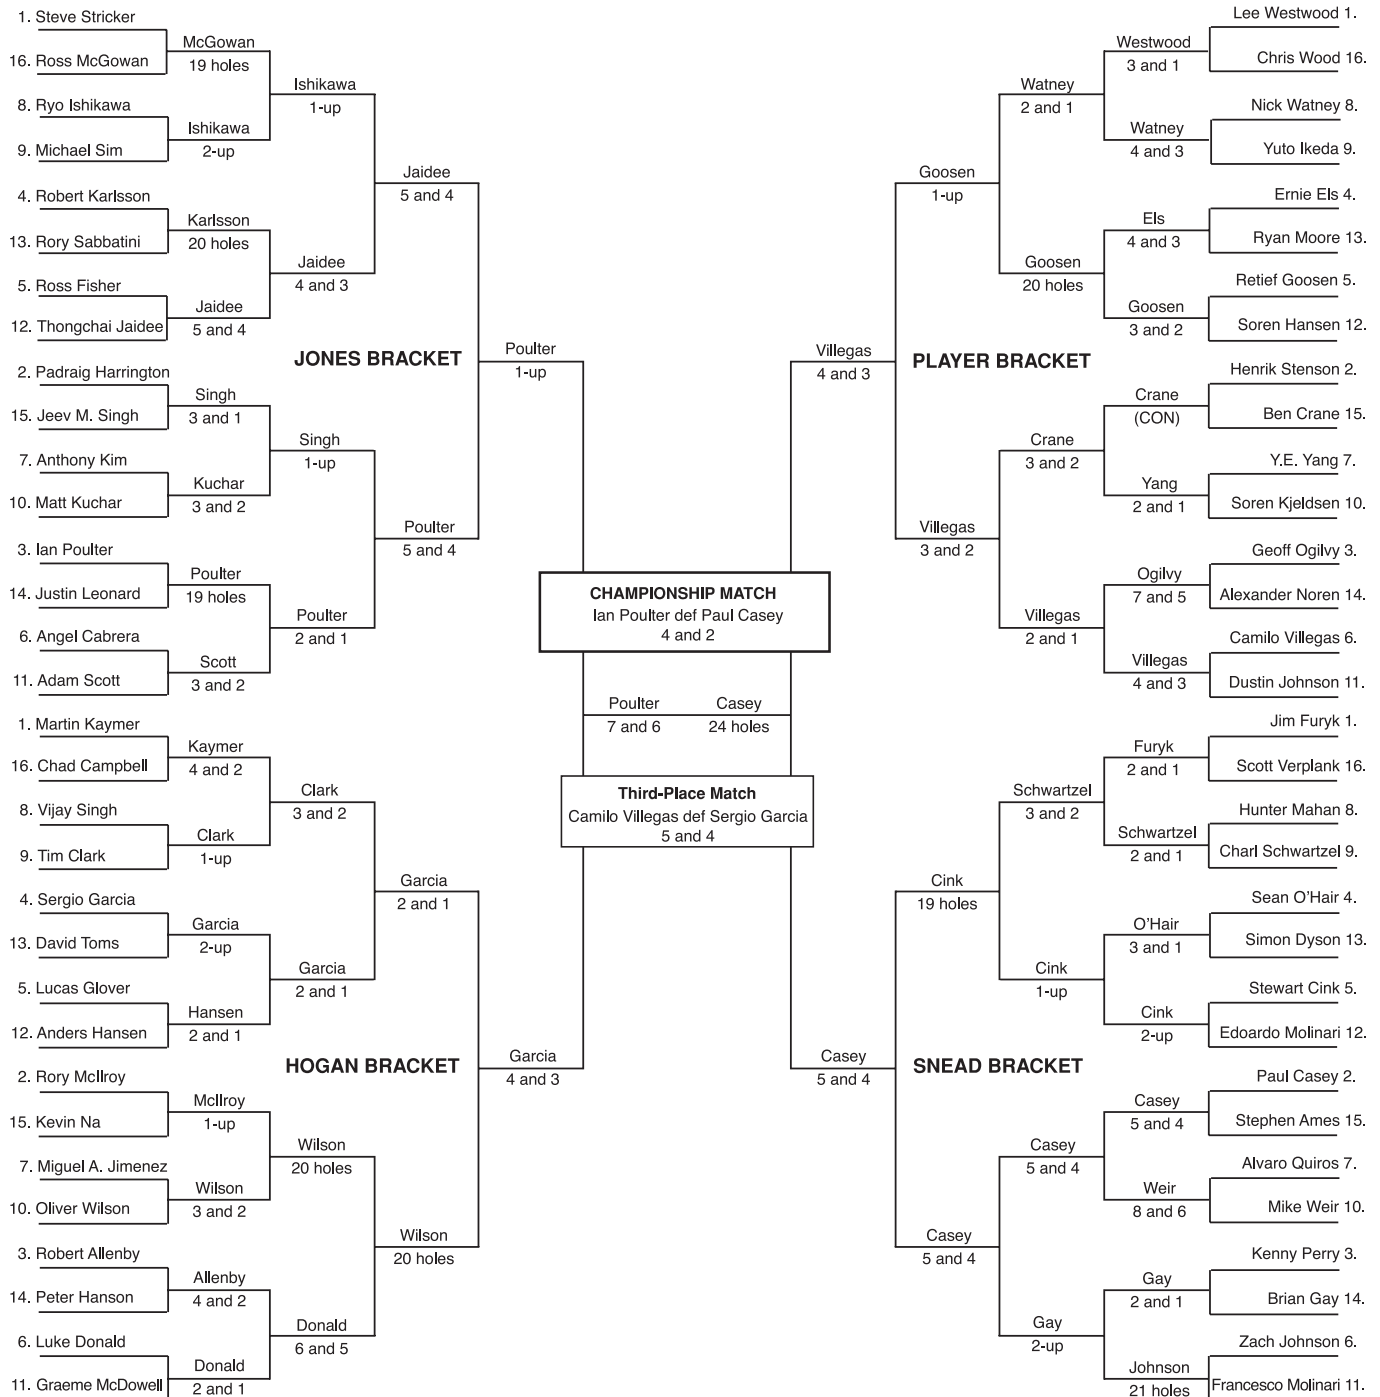 1. Steve Stricker
McGowan
16. Ross McGowan
19 holes
Ishikawa
1-up
8. Ryo Ishikawa
Ishikawa
9. Michael Sim
2-up
Jaidee
5 and 4
4. Robert Karlsson
Karlsson
13. Rory Sabbatini
20 holes
Jaidee
4 and 3
5. Ross Fisher
Jaidee
12. Thongchai Jaidee
5 and 4
JONES BRACKET
Poulter
1-up
2. Padraig Harrington
Singh
15. Jeev M. Singh
3 and 1
Singh
1-up
7. Anthony Kim
Kuchar
10. Matt Kuchar
3 and 2
Poulter
5 and 4
3. Ian Poulter
Poulter
14. Justin Leonard
19 holes
Poulter
2 and 1
6. Angel Cabrera
Scott
11. Adam Scott
3 and 2
1. Martin Kaymer
Kaymer
16. Chad Campbell
4 and 2
Clark
3 and 2
8. Vijay Singh
Clark
9. Tim Clark
1-up
Garcia
2 and 1
4. Sergio Garcia
Garcia
13. David Toms
2-up
Garcia
2 and 1
5. Lucas Glover
Hansen
12. Anders Hansen
2 and 1
HOGAN BRACKET
Garcia
4 and 3
2. Rory McIlroy
McIlroy
15. Kevin Na
1-up
Wilson
20 holes
7. Miguel A. Jimenez
Wilson
10. Oliver Wilson
3 and 2
Wilson
20 holes
3. Robert Allenby
Allenby
14. Peter Hanson
4 and 2
Donald
6 and 5
6. Luke Donald
Donald
11. Graeme McDowell
2 and 1
CHAMPIONSHIP MATCH
Ian Poulter def Paul Casey
4 and 2
Poulter
7 and 6
Casey
24 holes
Third-Place Match
Camilo Villegas def Sergio Garcia
5 and 4
Lee Westwood 1.
Westwood
3 and 1
Chris Wood 16.
Watney
2 and 1
Nick Watney 8.
Watney
4 and 3
Yuto Ikeda 9.
Goosen
1-up
Ernie Els 4.
Els
4 and 3
Ryan Moore 13.
Goosen
20 holes
Retief Goosen 5.
Goosen
3 and 2
Soren Hansen 12.
Villegas
4 and 3
PLAYER BRACKET
Henrik Stenson 2.
Crane
(CON)
Ben Crane 15.
Crane
3 and 2
Y.E. Yang 7.
Yang
2 and 1
Soren Kjeldsen 10.
Villegas
3 and 2
Geoff Ogilvy 3.
Ogilvy
7 and 5
Alexander Noren 14.
Villegas
2 and 1
Camilo Villegas 6.
Villegas
4 and 3
Dustin Johnson 11.
Jim Furyk 1.
Furyk
2 and 1
Scott Verplank 16.
Schwartzel
3 and 2
Hunter Mahan 8.
Schwartzel
2 and 1
Charl Schwartzel 9.
Cink
19 holes
Sean O'Hair 4.
O'Hair
3 and 1
Simon Dyson 13.
Cink
1-up
Stewart Cink 5.
Cink
2-up
Edoardo Molinari 12.
Casey
5 and 4
SNEAD BRACKET
Paul Casey 2.
Casey
5 and 4
Stephen Ames 15.
Casey
5 and 4
Alvaro Quiros 7.
Weir
8 and 6
Mike Weir 10.
Casey
5 and 4
Kenny Perry 3.
Gay
2 and 1
Brian Gay 14.
Gay
2-up
Zach Johnson 6.
Johnson
21 holes
Francesco Molinari 11.